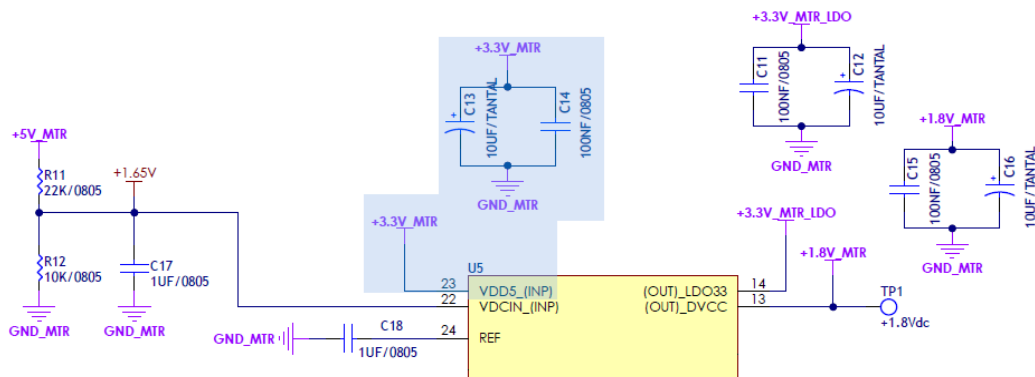 +3.3V_MTR
C13
10UF/TANTAL
C14
100NF/0805
GND_MTR
+3.3V_MTR_LDO
C11
100NF/0805
C12
10UF/TANTAL
GND_MTR
+1.8V_MTR
C15
100NF/0805
C16
10UF/TANTAL
GND_MTR
+5V_MTR
R11
22K/0805
+1.65V
R12
10K/0805
C17
1UF/0805
GND_MTR
GND_MTR
+3.3V_MTR
U5
23
VDD5_(INP)
22
VDCIN_(INP)
24
REF
C18
1UF/0805
GND_MTR
+3.3V_MTR_LDO
(OUT)_LDO33
14
(OUT)_DVCC
13
+1.8V_MTR
TP1
+1.8Vdc